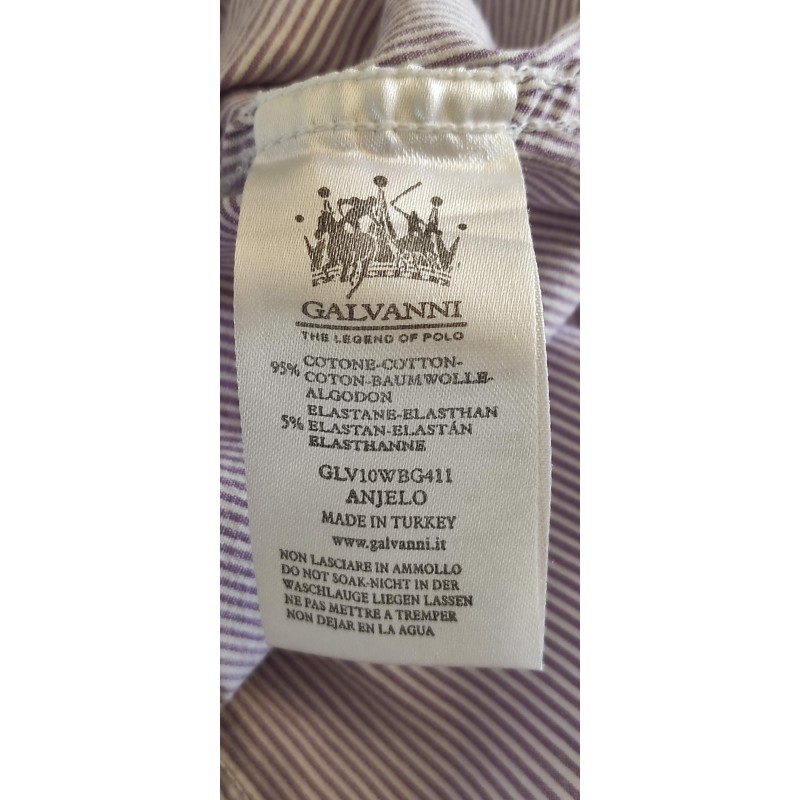 GALVANNI
THE LEGEND OF POLO
95% COTONE-COTTON-
COTON-BAUMWOLLE-
ALGODON
ELASTANE-ELASTHAN
5% ELASTAN-ELASTÁN
ELASTHANNE
GLV10WBG411
ANJELO
MADE IN TURKEY
www.galvanni.it
NON LASCIARE IN AMMOLLO
DO NOT SOAK-NICHT IN DER
WASCHLAUGE LIEGEN LASSEN
NE PAS METTRE A TREMPER
NON DEJAR EN LA AGUA